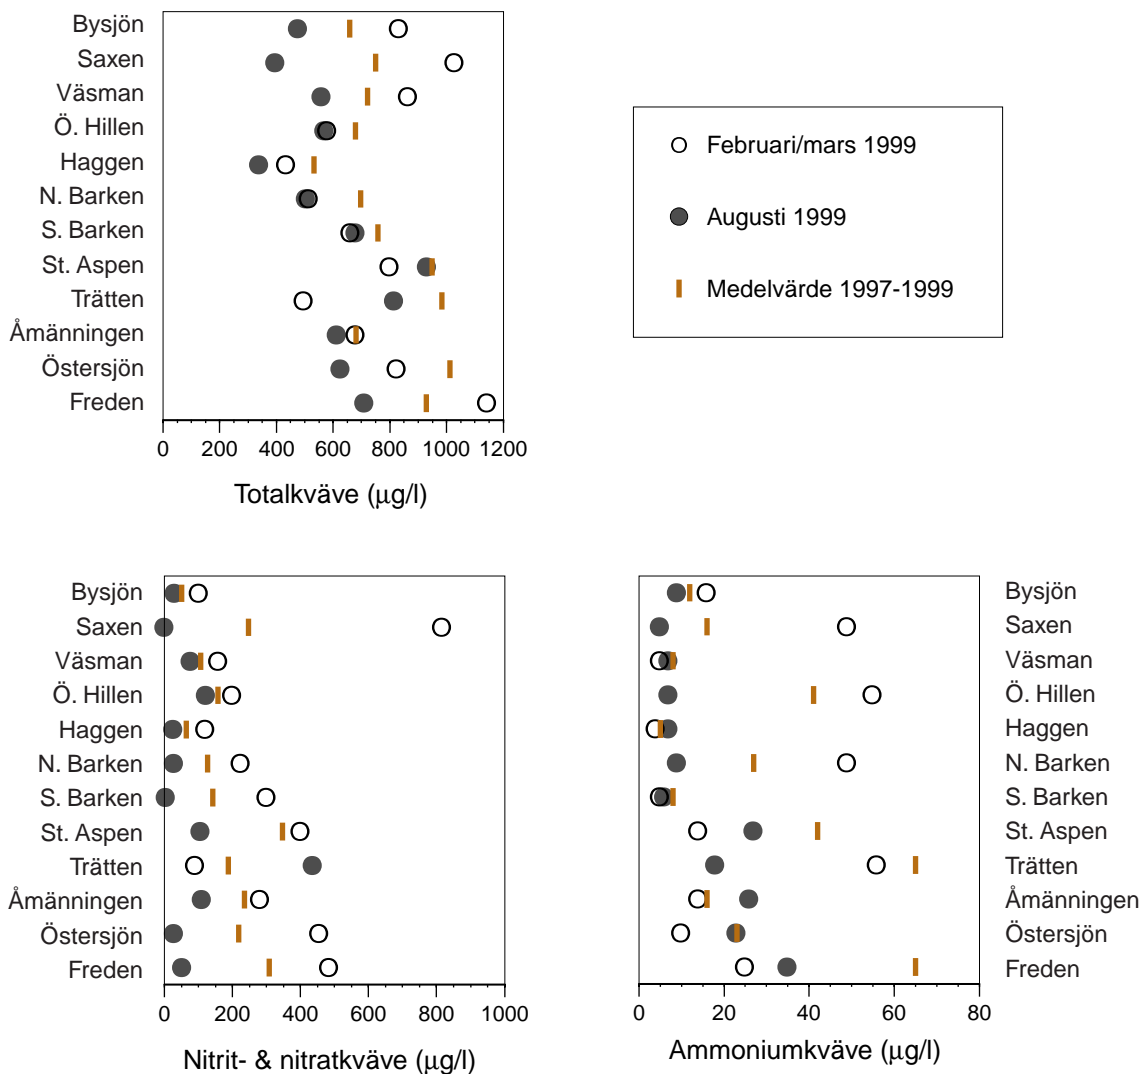 Bysjön
Saxen
Väsman
Ö. Hillen
Haggen
N. Barken
S. Barken
St. Aspen
Trätten
Åmänningen
Östersjön
Freden
0 200 400 600 800 1000 1200
Totalkväve (µg/l)
Februari/mars 1999
Augusti 1999
Medelvärde 1997-1999
Bysjön
Saxen
Väsman
Ö. Hillen
Haggen
N. Barken
S. Barken
St. Aspen
Trätten
Åmänningen
Östersjön
Freden
0 200 400 600 800 1000
Nitrit- & nitratkväve (µg/l)
Bysjön
Saxen
Väsman
Ö. Hillen
Haggen
N. Barken
S. Barken
St. Aspen
Trätten
Åmänningen
Östersjön
Freden
0 20 40 60 80
Ammoniumkväve (µg/l)